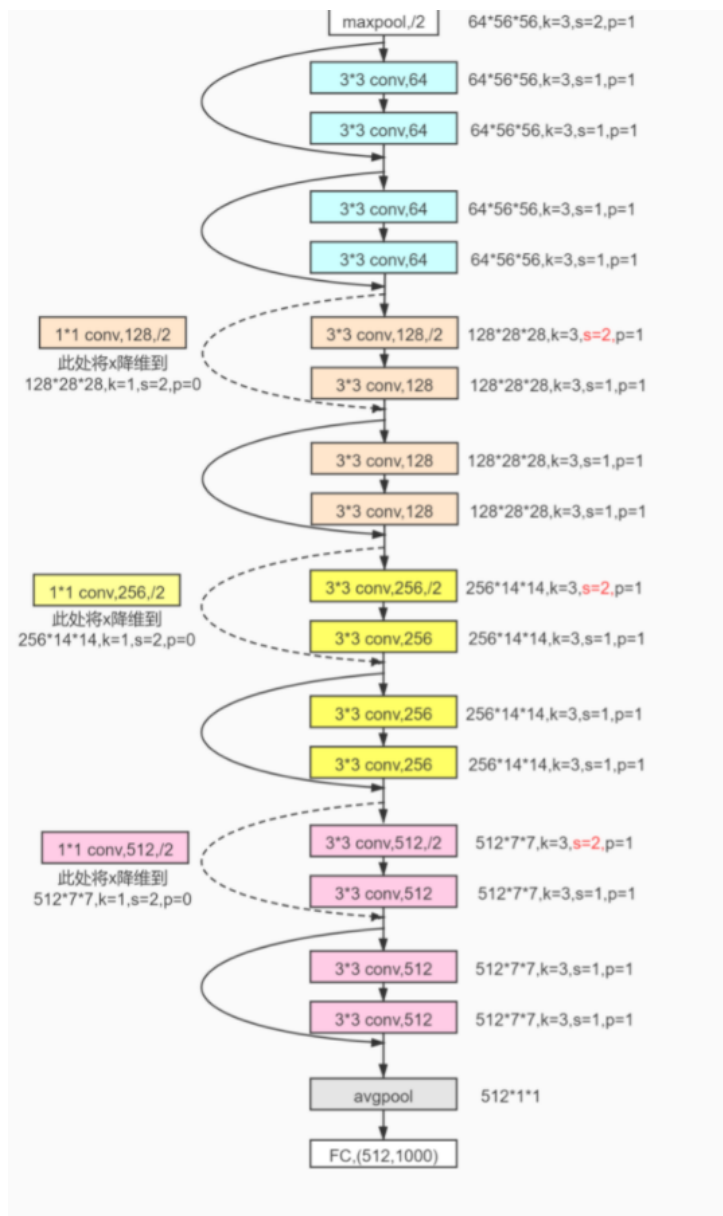 maxpool,/2 64*56*56,k=3,s=2,p=1
3*3 conv,64 64*56*56,k=3,s=1,p=1
3*3 conv,64 64*56*56,k=3,s=1,p=1
3*3 conv,64 64*56*56,k=3,s=1,p=1
3*3 conv,64 64*56*56,k=3,s=1,p=1
1*1 conv,128,/2 3*3 conv,128,/2 128*28*28,k=3,s=2,p=1
此处将x降维到
128*28*28,k=1,s=2,p=0 3*3 conv,128 128*28*28,k=3,s=1,p=1
3*3 conv,128 128*28*28,k=3,s=1,p=1
3*3 conv,128 128*28*28,k=3,s=1,p=1
1*1 conv,256,/2 3*3 conv,256,/2 256*14*14,k=3,s=2,p=1
此处将x降维到
256*14*14,k=1,s=2,p=0 3*3 conv,256 256*14*14,k=3,s=1,p=1
3*3 conv,256 256*14*14,k=3,s=1,p=1
3*3 conv,256 256*14*14,k=3,s=1,p=1
1*1 conv,512,/2 3*3 conv,512,/2 512*7*7,k=3,s=2,p=1
此处将x降维到
512*7*7,k=1,s=2,p=0 3*3 conv,512 512*7*7,k=3,s=1,p=1
3*3 conv,512 512*7*7,k=3,s=1,p=1
3*3 conv,512 512*7*7,k=3,s=1,p=1
avgpool 512*1*1
FC,(512,1000)